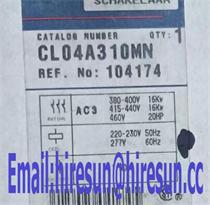 SCHAKELAAR
CATALOG NUMBER QTY: 1
CL04A310MN
REF. No: 104174
AC3
380-400V 16Kw
415-440V 16Kw
460V 20HP
220-230V 50Hz
277V 60Hz
Email:hiresun@hiresun.cc